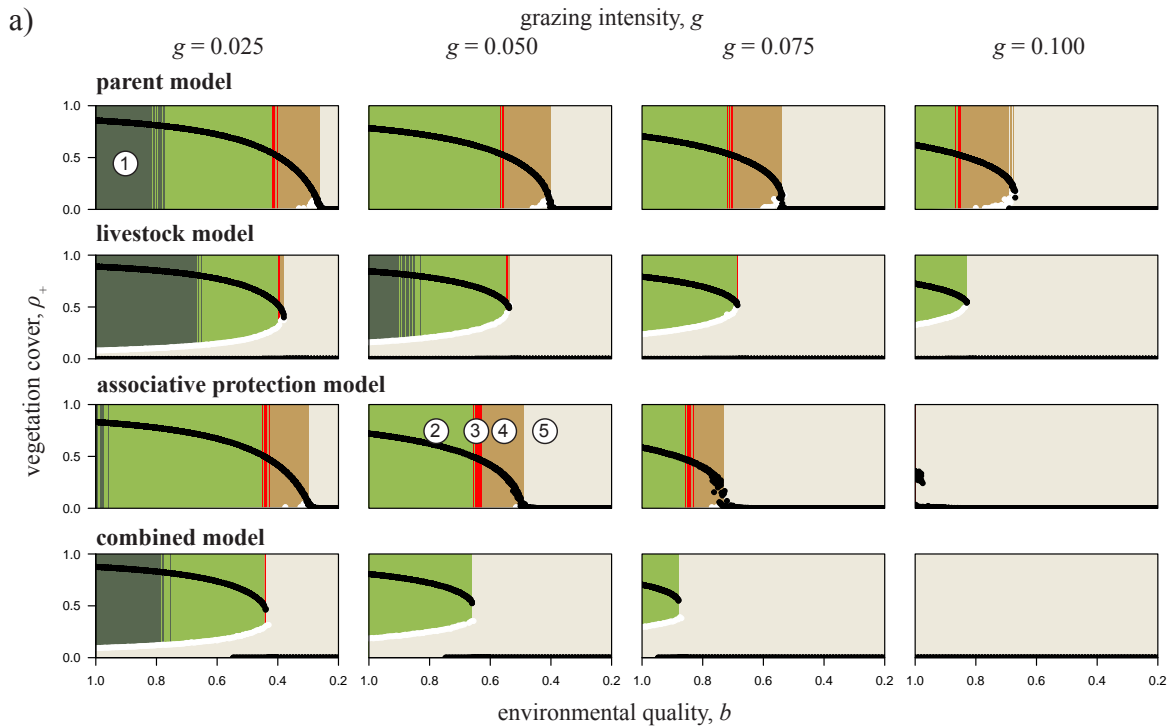 a)
grazing intensity, g
g = 0.025 g = 0.050 g = 0.075 g = 0.100
parent model
1.0
0.5
0.0
1
livestock model
1.0
0.5
0.0
associative protection model
1.0
0.5
0.0
2 3 4 5
combined model
1.0
0.5
0.0
vegetation cover, ρ+
1.0 0.8 0.6 0.4 0.2 1.0 0.8 0.6 0.4 0.2 1.0 0.8 0.6 0.4 0.2 1.0 0.8 0.6 0.4 0.2
environmental quality, b